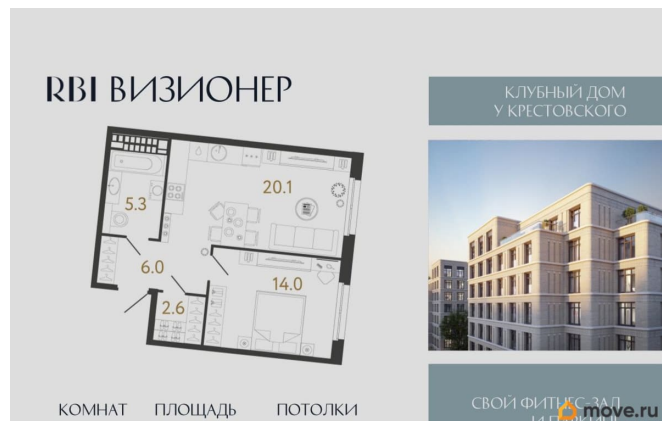 RBI ВИЗИОНЕР
КЛУБНЫЙ ДОМ
У КРЕСТОВСКОГО
5.3
20.1
6.0
14.0
2.6
КОМНАТ ПЛОЩАДЬ ПОТОЛКИ
СВОЙ ФИТНЕС-ЗАЛ
И ПАРКИНГ
move.ru